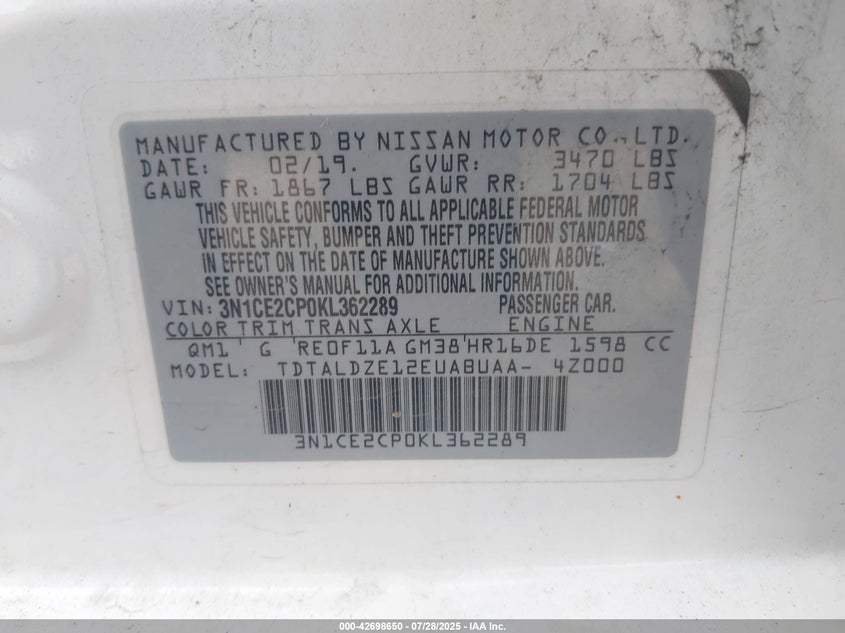 MANUFACTURED BY NISSAN MOTOR CO., LTD.
DATE: 02/19. GVWR: 3470 LBS
GAWR FR: 1867 LBS GAWR RR: 1704 LBS
THIS VEHICLE CONFORMS TO ALL APPLICABLE FEDERAL MOTOR
VEHICLE SAFETY, BUMPER AND THEFT PREVENTION STANDARDS
IN EFFECT ON THE DATE OF MANUFACTURE SHOWN ABOVE.
SEE OWNER'S MANUAL FOR ADDITIONAL INFORMATION.
VIN: 3N1CE2CP0KL362289 PASSENGER CAR.
COLOR TRIM TRANS AXLE ENGINE
QM1 G RE0F11A GM38 HR16DE 1598 CC
MODEL: TDTALDZE12EUABUAA- 4Z000
3N1CE2CP0KL362289
000-42698650 / 07/28/2025 - IAA Inc.